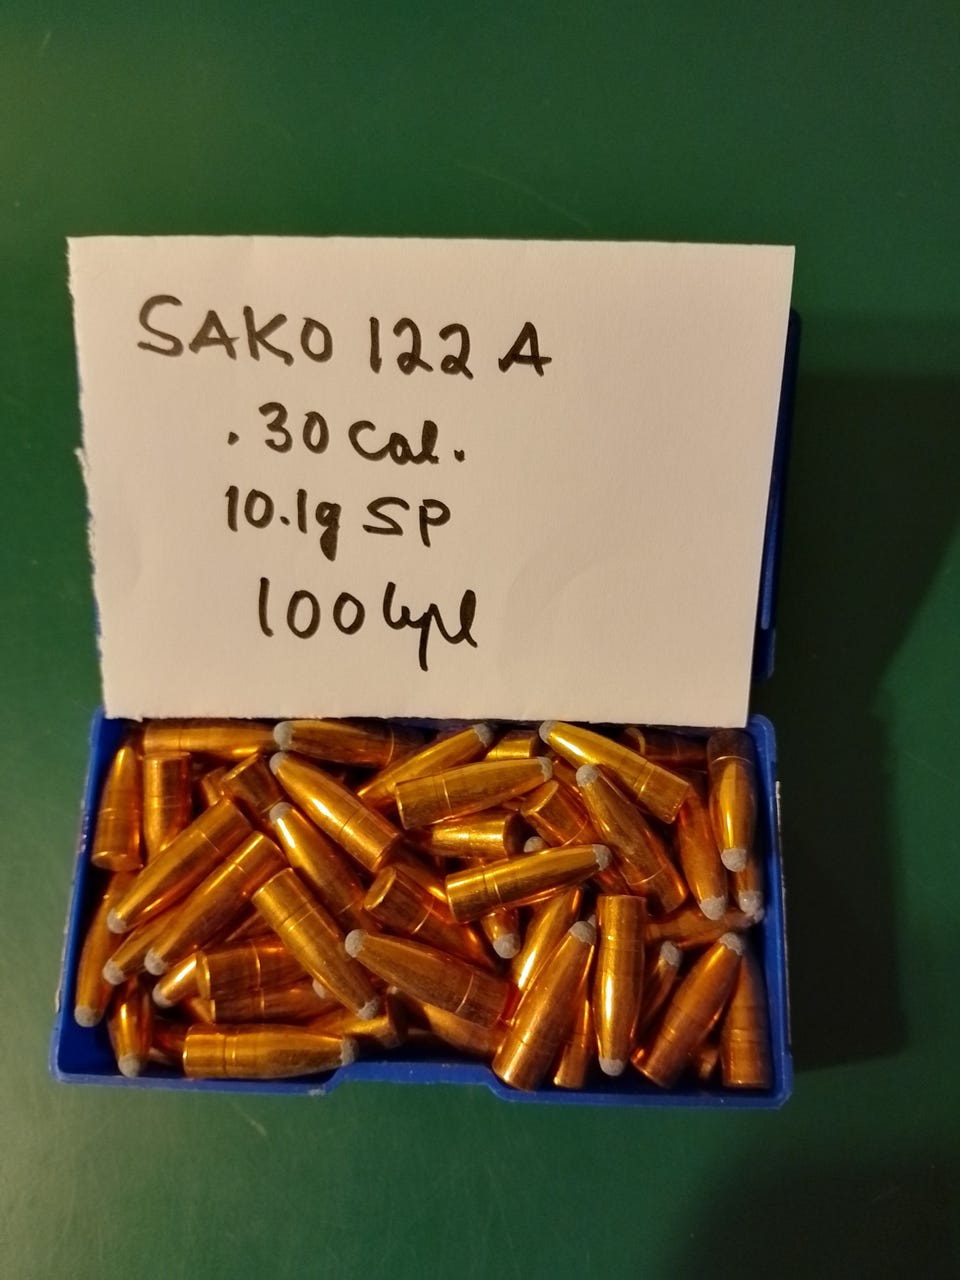 SAKO 122 A
.30 Cal.
10.1g SP
100 kpl